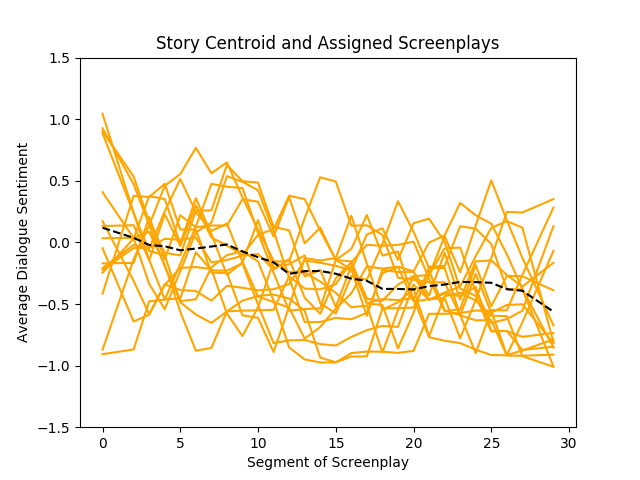 Story Centroid and Assigned Screenplays
1.5
1.0
0.5
0.0
−0.5
−1.0
−1.5
Average Dialogue Sentiment
0 5 10 15 20 25 30
Segment of Screenplay